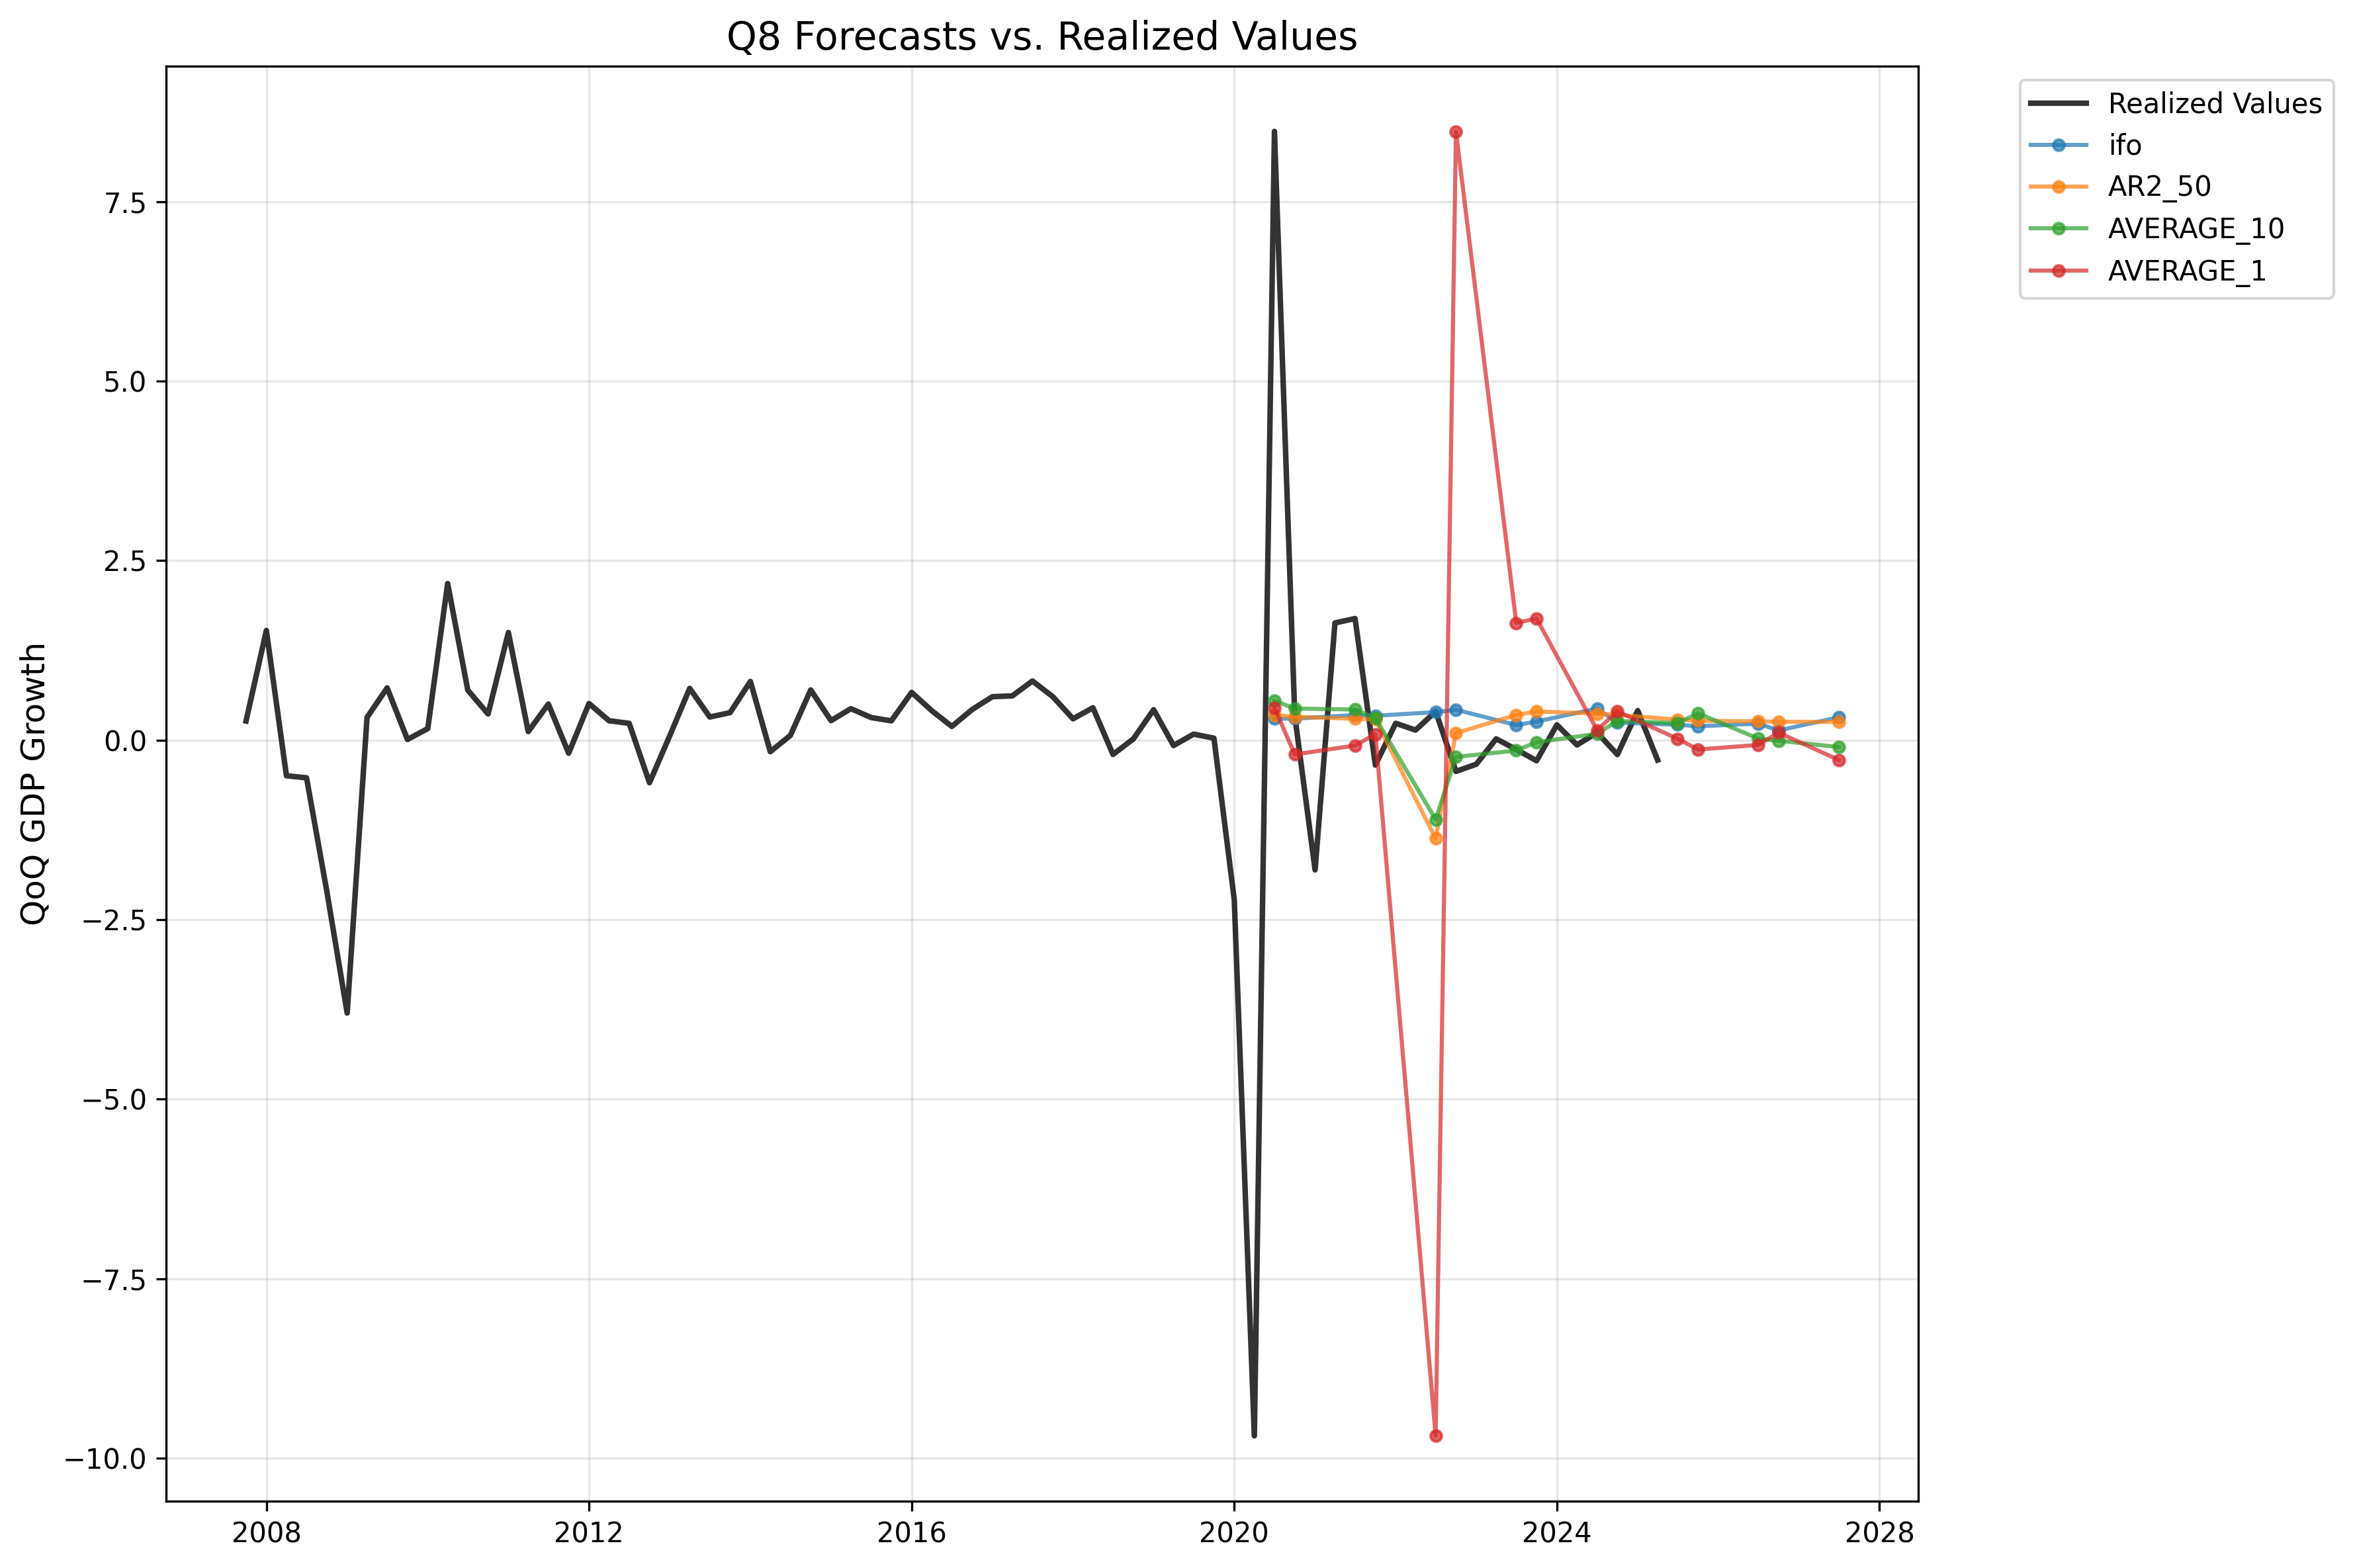 Q8 Forecasts vs. Realized Values
Realized Values
ifo
AR2_50
AVERAGE_10
AVERAGE_1
QoQ GDP Growth
7.5
5.0
2.5
0.0
−2.5
−5.0
−7.5
−10.0
2008 2012 2016 2020 2024 2028